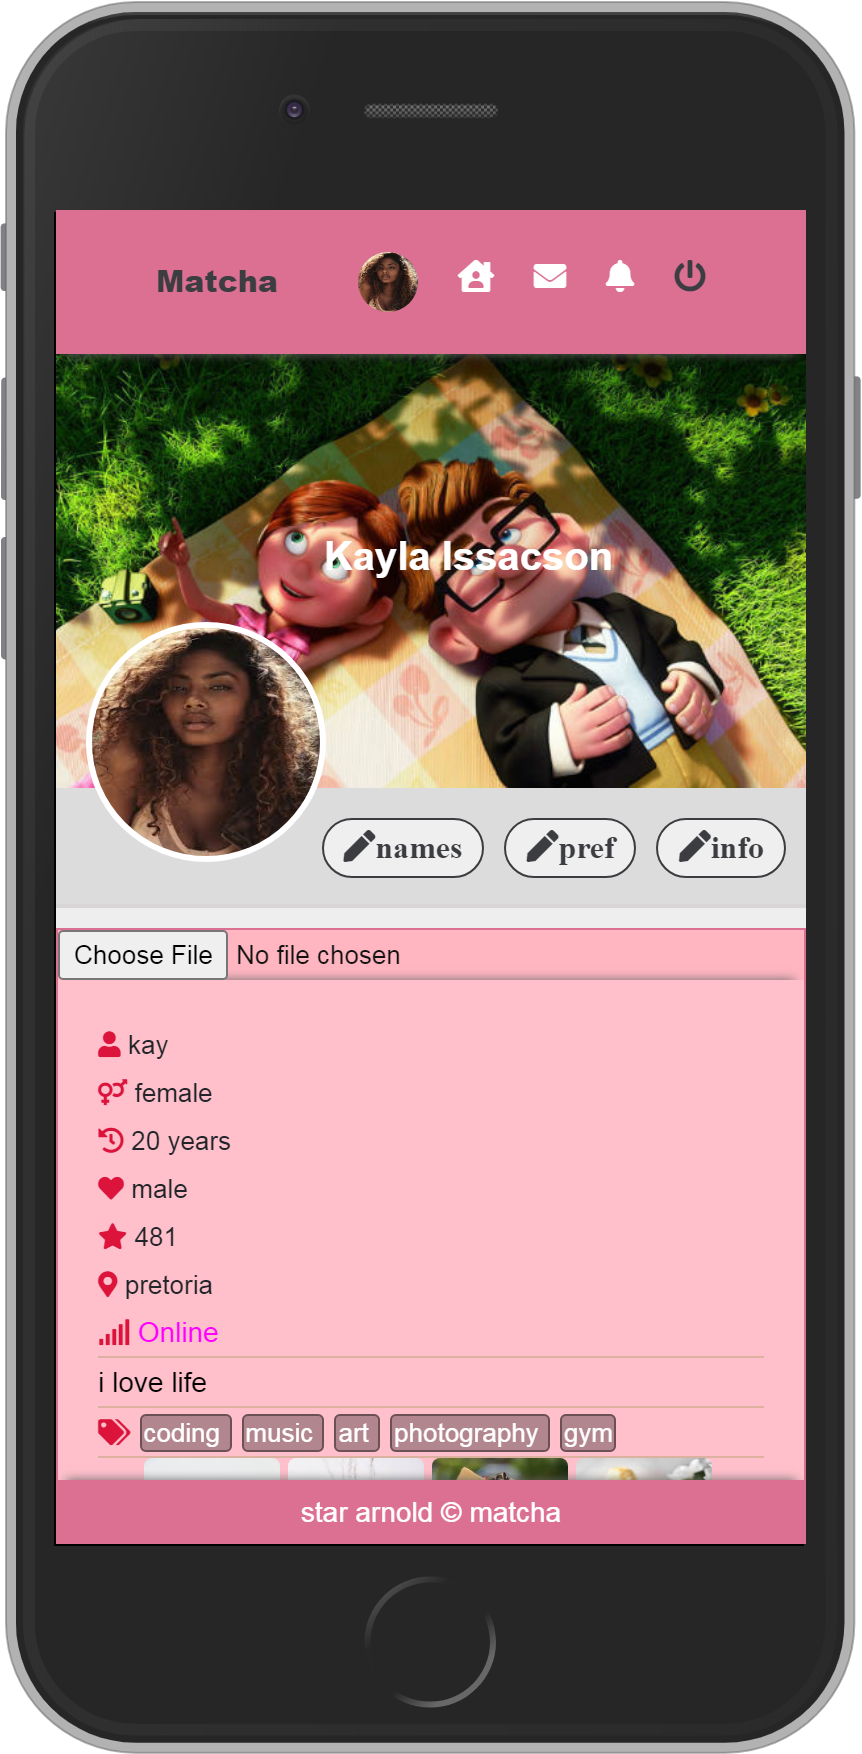 Matcha
Kayla Issacson
names pref info
Choose File No file chosen
kay
female
20 years
male
481
pretoria
Online
i love life
coding music art photography gym
star arnold © matcha